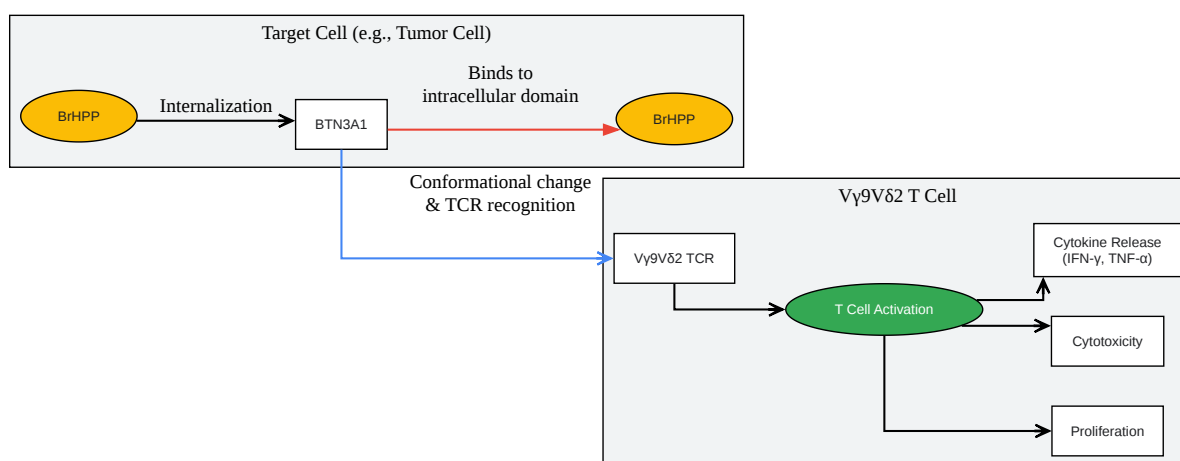 Target Cell (e.g., Tumor Cell)
BrHPP
Internalization
BTN3A1
Binds to
intracellular domain
BrHPP
Conformational change
& TCR recognition
Vγ9Vδ2 T Cell
Vγ9Vδ2 TCR
T Cell Activation
Cytokine Release
(IFN-γ, TNF-α)
Cytotoxicity
Proliferation